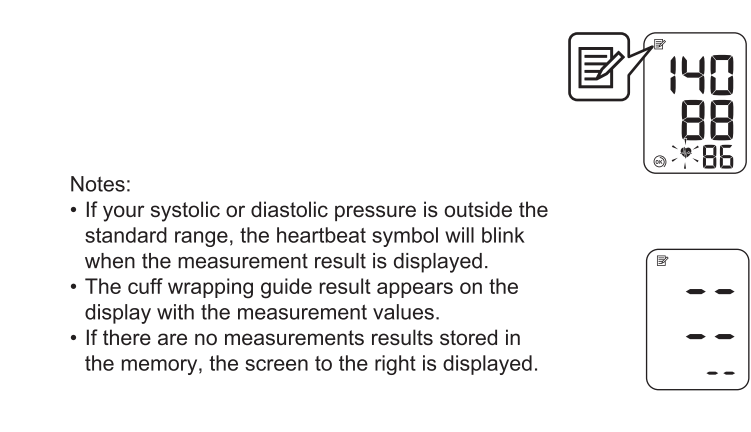 140
88
OK 86
Notes:
• If your systolic or diastolic pressure is outside the
standard range, the heartbeat symbol will blink
when the measurement result is displayed.
• The cuff wrapping guide result appears on the
display with the measurement values.
• If there are no measurements results stored in
the memory, the screen to the right is displayed.
-- 
--
--